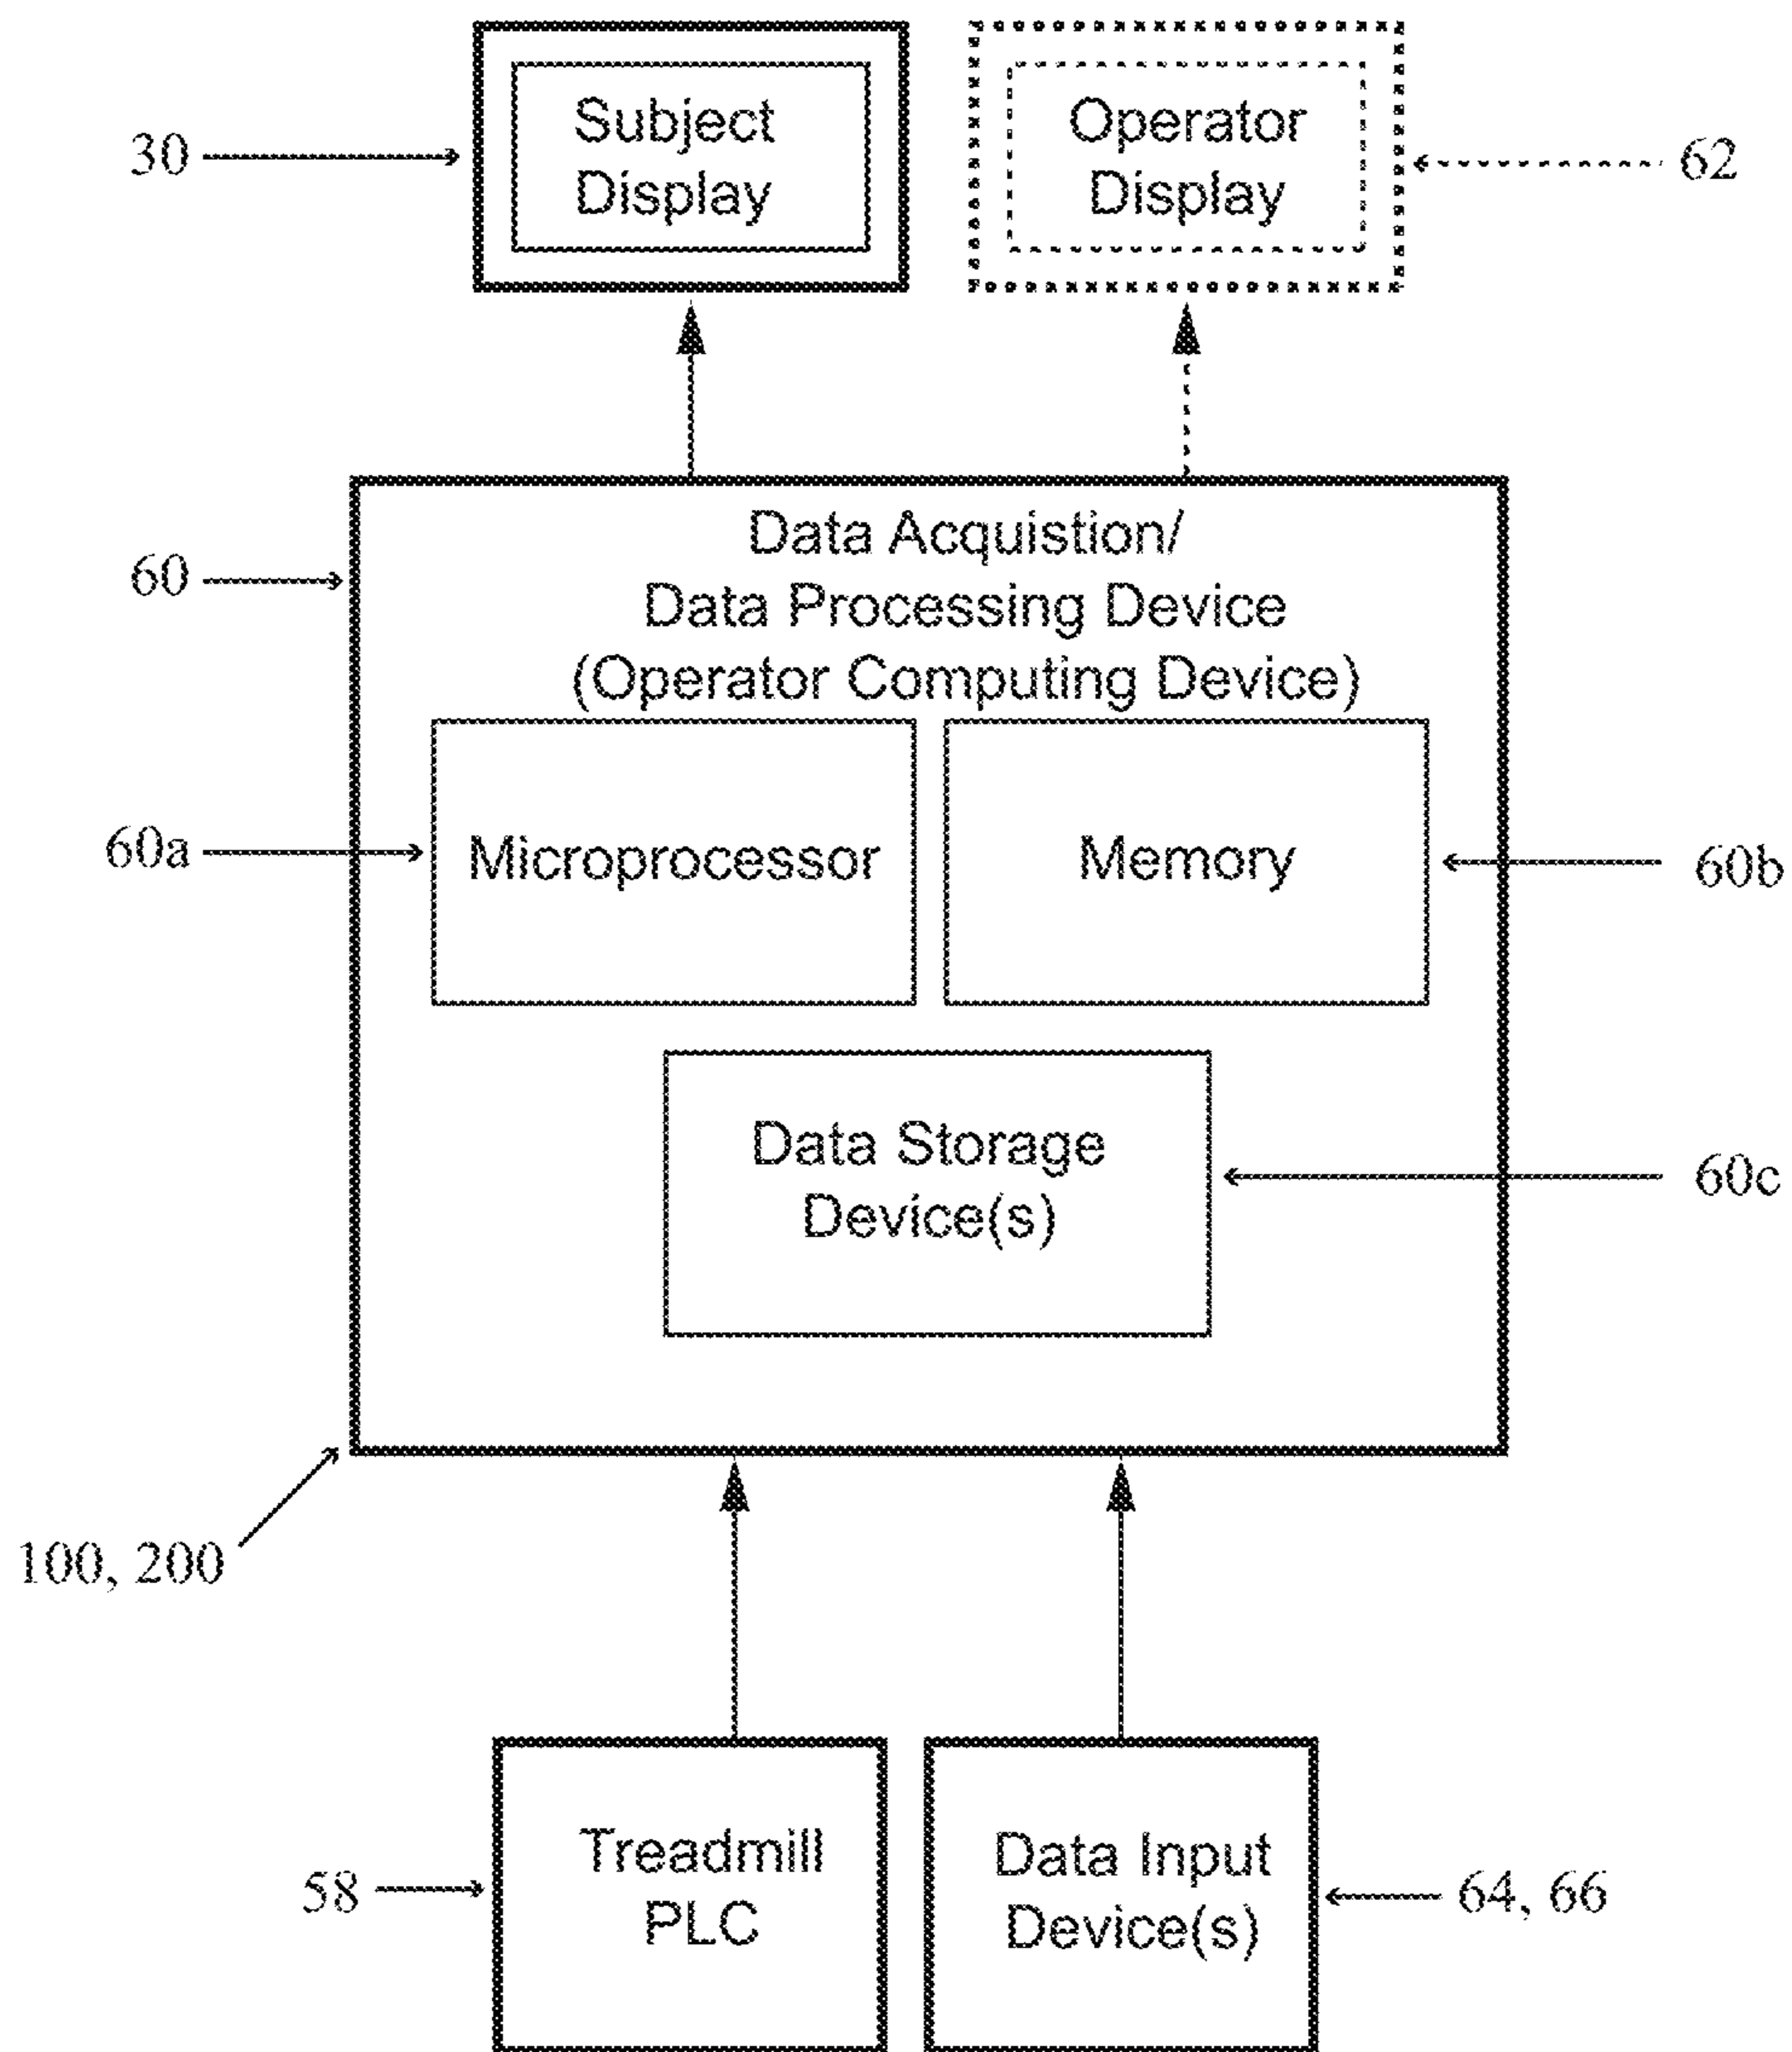 Subject
Display
Operator
Display
30
62
Data Acquistion/
Data Processing Device
(Operator Computing Device)
60
Microprocessor
Memory
60a
60b
Data Storage
Device(s)
60c
100, 200
Treadmill
PLC
Data Input
Device(s)
58
64, 66